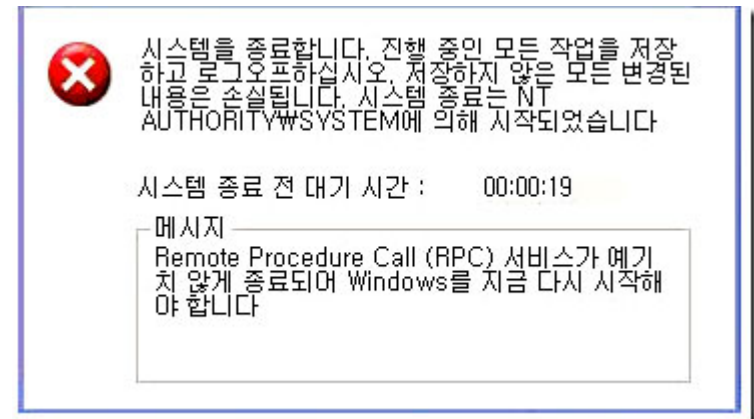 시스템을 종료합니다. 진행 중인 모든 작업을 저장
하고 로그오프하십시오. 저장하지 않은 모든 변경된
내용은 손실됩니다. 시스템 종료는 NT
AUTHORITY₩SYSTEM에 의해 시작되었습니다
시스템 종료 전 대기 시간 : 00:00:19
메시지
Remote Procedure Call (RPC) 서비스가 예기
치 않게 종료되어 Windows를 지금 다시 시작해
야 합니다